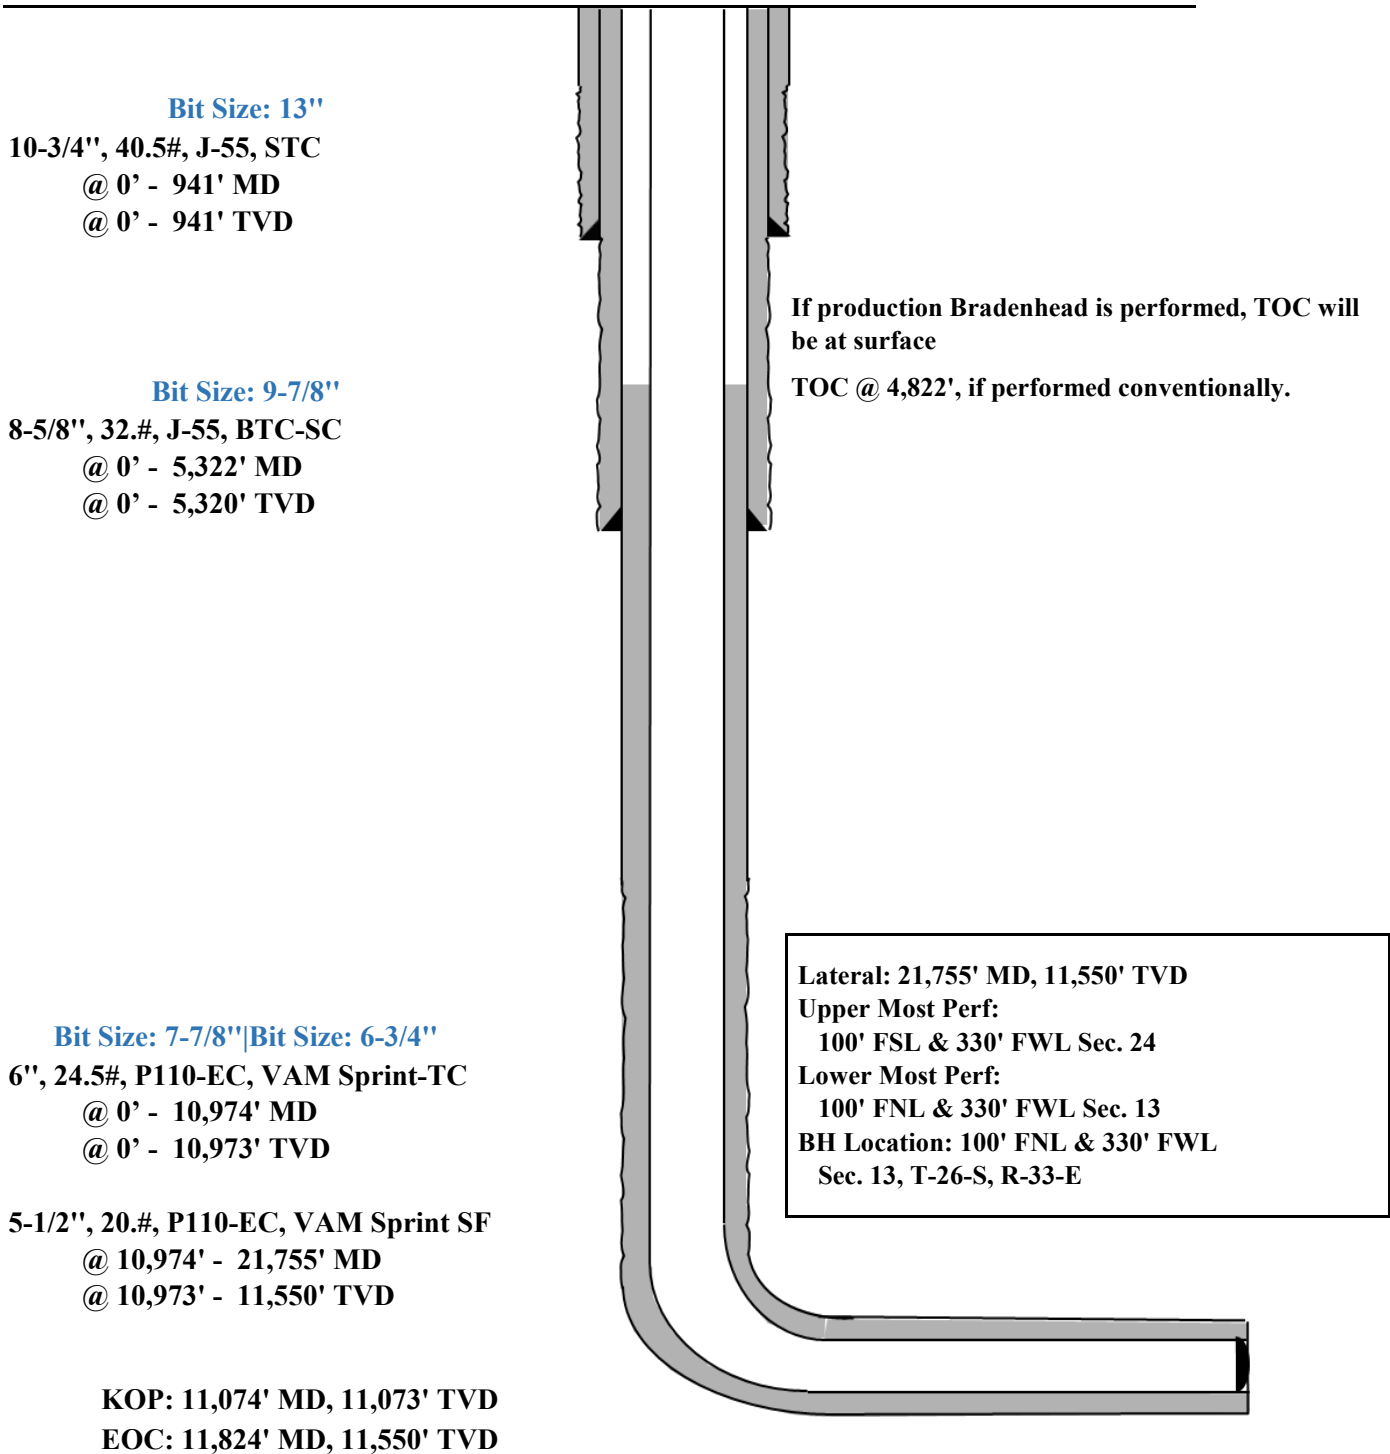 Bit Size: 13''
10-3/4'', 40.5#, J-55, STC
@ 0’ - 941' MD
@ 0’ - 941' TVD
If production Bradenhead is performed, TOC will
be at surface
TOC @ 4,822', if performed conventionally.
Bit Size: 9-7/8''
8-5/8'', 32.#, J-55, BTC-SC
@ 0’ - 5,322' MD
@ 0’ - 5,320' TVD
Bit Size: 7-7/8''|Bit Size: 6-3/4''
6'', 24.5#, P110-EC, VAM Sprint-TC
@ 0’ - 10,974' MD
@ 0’ - 10,973' TVD
5-1/2'', 20.#, P110-EC, VAM Sprint SF
@ 10,974' - 21,755' MD
@ 10,973' - 11,550' TVD
Lateral: 21,755' MD, 11,550' TVD
Upper Most Perf:
100' FSL & 330' FWL Sec. 24
Lower Most Perf:
100' FNL & 330' FWL Sec. 13
BH Location: 100' FNL & 330' FWL
Sec. 13, T-26-S, R-33-E
KOP: 11,074' MD, 11,073' TVD
EOC: 11,824' MD, 11,550' TVD